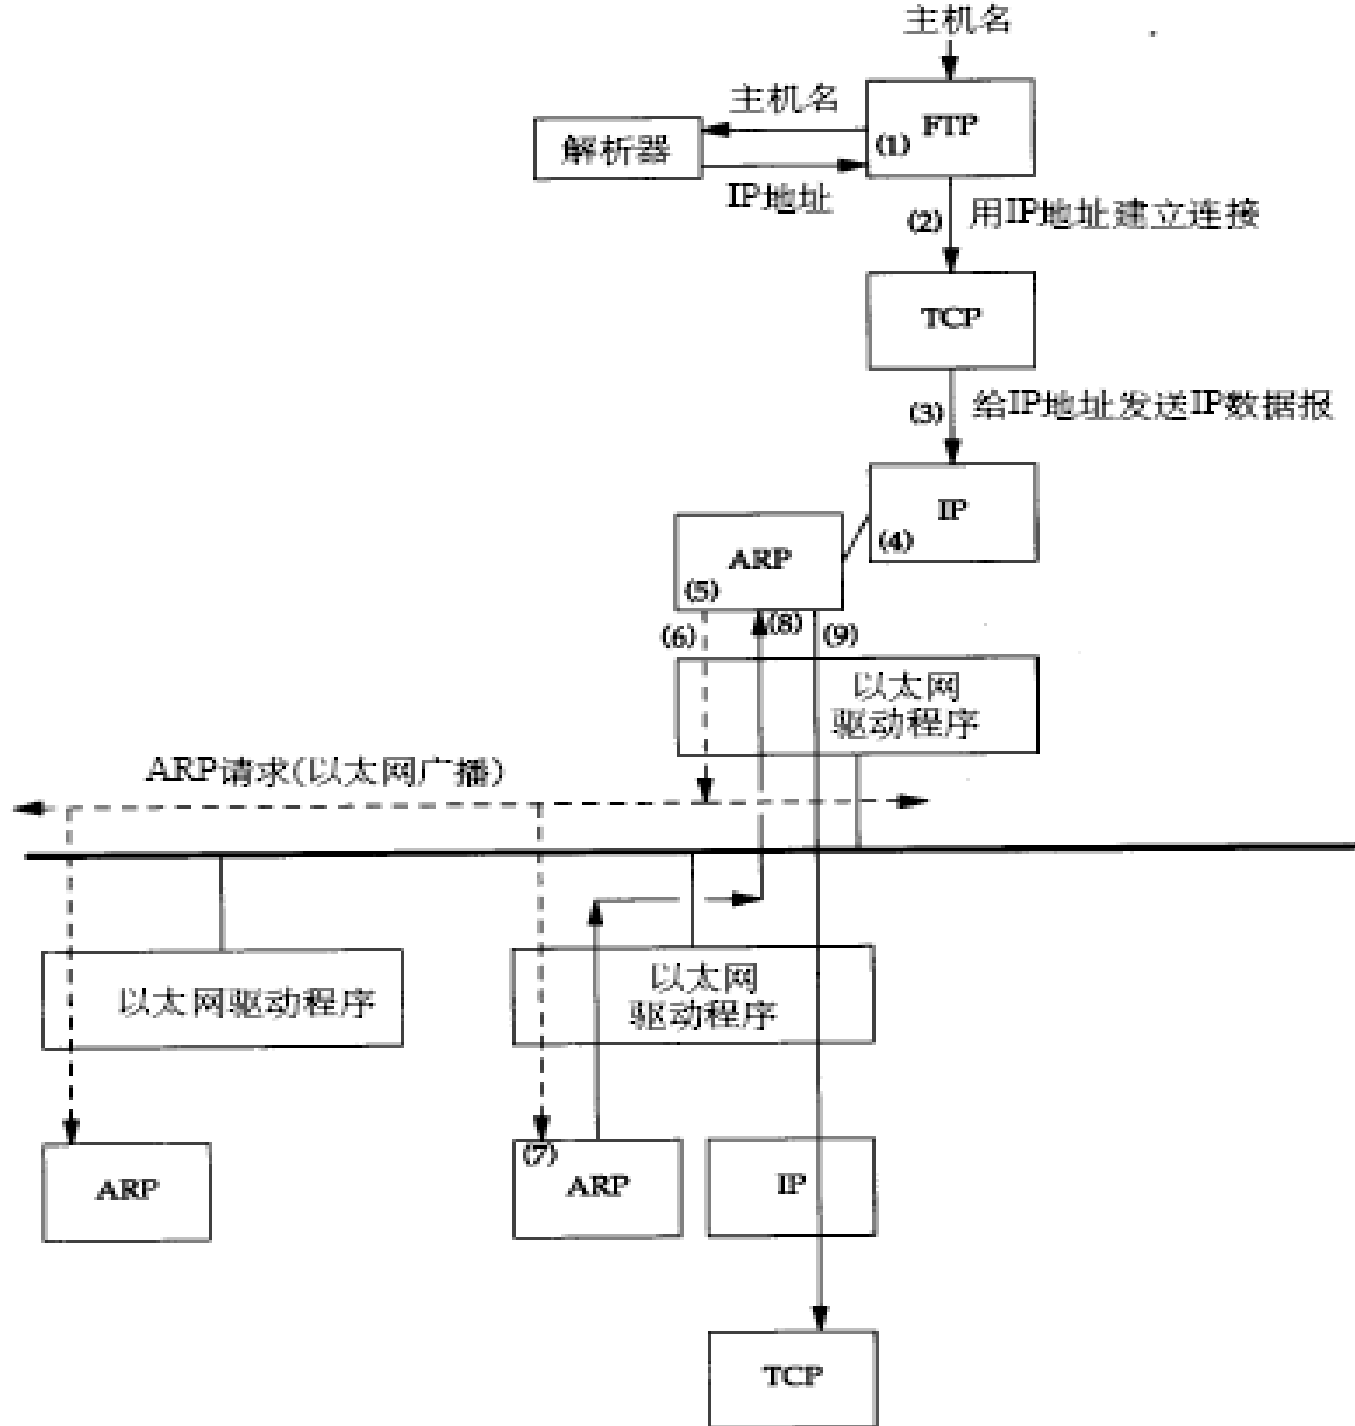 主机名
主机名
FTP
(1)
解析器
IP地址
(2)
用IP地址建立连接
TCP
(3)
给IP地址发送IP数据报
IP
(4)
ARP
(5)
(6)
(8)
(9)
以太网
驱动程序
ARP请求(以太网广播)
以太网驱动程序
以太网
驱动程序
(7)
ARP
ARP
IP
TCP